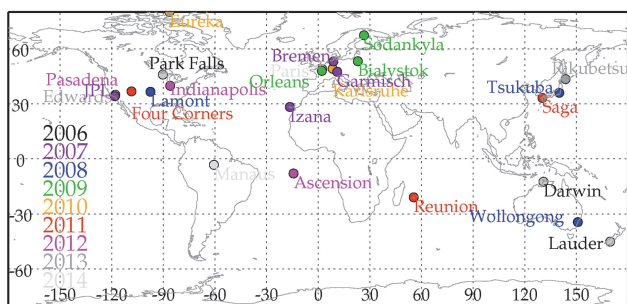 Eureka
Sodankyla
60
Park Falls
Bremen
Paris
Bialystok
Rikubetsu
Pasadena
JPL
Indianapolis
Orleans
Garmisch
Karlsruhe
Tsukuba
Edwards
Lamont
30
Four Corners
Izana
Saga
2006
2007
0
2008
Manaus
Ascension
Darwin
2009
2010
-30
2011
Reunion
Wollongong
2012
Lauder
2013
-60
2014
-150 -120 -90 -60 -30 0 30 60 90 120 150